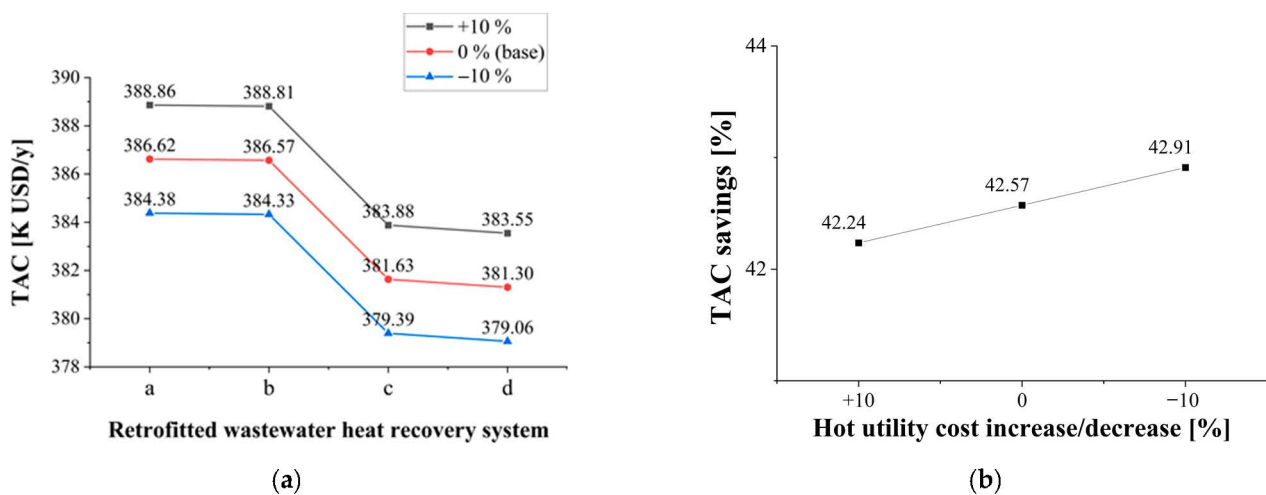 +10 %
0 % (base)
−10 %
TAC [K USD/y]
390
388
386
384
382
380
378
388.86
388.81
386.62
386.57
384.38
384.33
383.88
383.55
381.63
381.30
379.39
379.06
a
b
c
d
Retrofitted wastewater heat recovery system
(a)
TAC savings [%]
44
42
42.24
42.57
42.91
+10
0
−10
Hot utility cost increase/decrease [%]
(b)